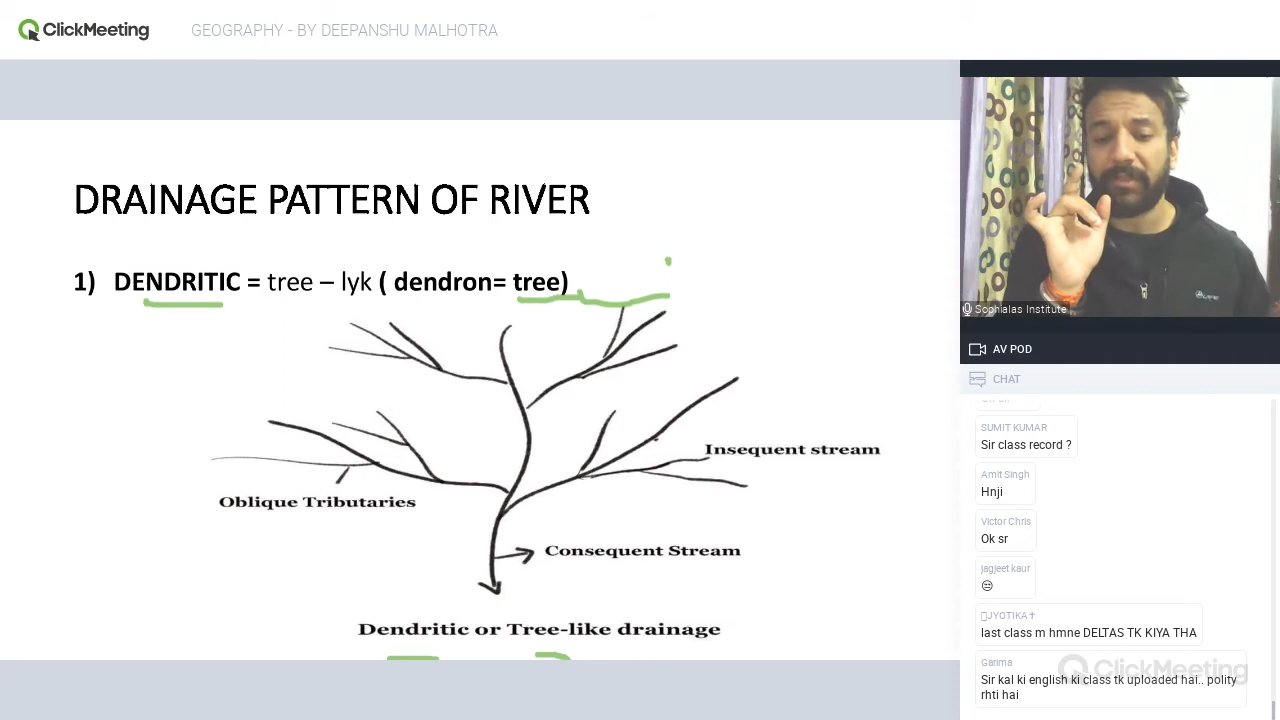 ClickMeeting
GEOGRAPHY - BY DEEPANSHU MALHOTRA
DRAINAGE PATTERN OF RIVER
1) DENDRITIC = tree – lyk ( dendron= tree)
Insequent stream
Oblique Tributaries
Consequent Stream
Dendritic or Tree-like drainage
Sophialas Institute
AV POD
CHAT
SUMIT KUMAR
Sir class record ?
Amit Singh
Hnji
Victor Chris
Ok sr
jagjeet kaur
😒
JYOTIKA✝
last class m hmne DELTAS TK KIYA THA
Garima
Sir kal ki english ki class tk uploaded hai.. polity
rhti hai
ClickMeeting